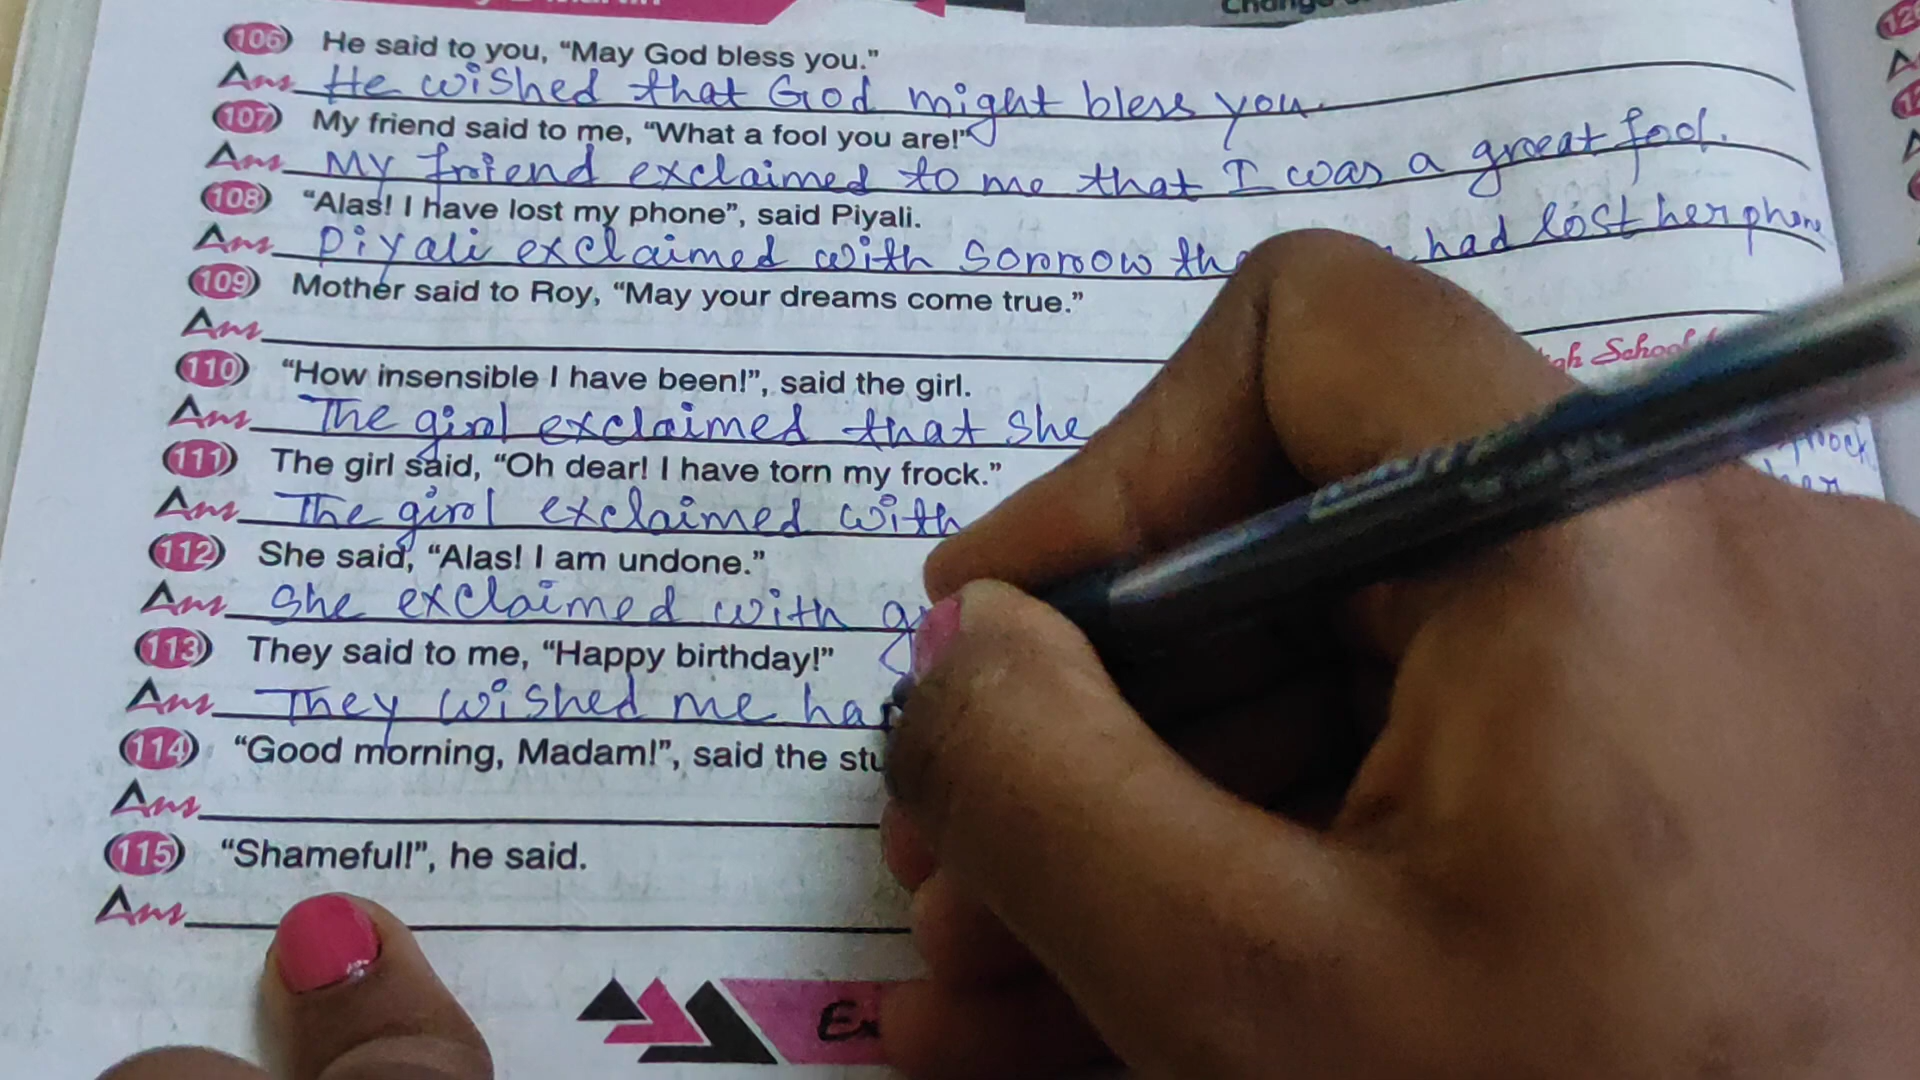 106 He said to you, “May God bless you.”
Ans He wished that God might bless you.
107 My friend said to me, “What a fool you are!”
Ans My friend exclaimed to me that I was a great fool.
108 “Alas! I have lost my phone”, said Piyali.
Ans Piyali exclaimed with sorrow had lost her phone
109 Mother said to Roy, “May your dreams come true.”
Ans
School
110 “How insensible I have been!”, said the girl.
Ans The girl exclaimed that she
111 The girl said, “Oh dear! I have torn my frock.”
Ans The girl exclaimed with
112 She said, “Alas! I am undone.”
Ans She exclaimed with
113 They said to me, “Happy birthday!”
Ans They wished me
114 “Good morning, Madam!”, said the
Ans
115 “Shameful!”, he said.
Ans